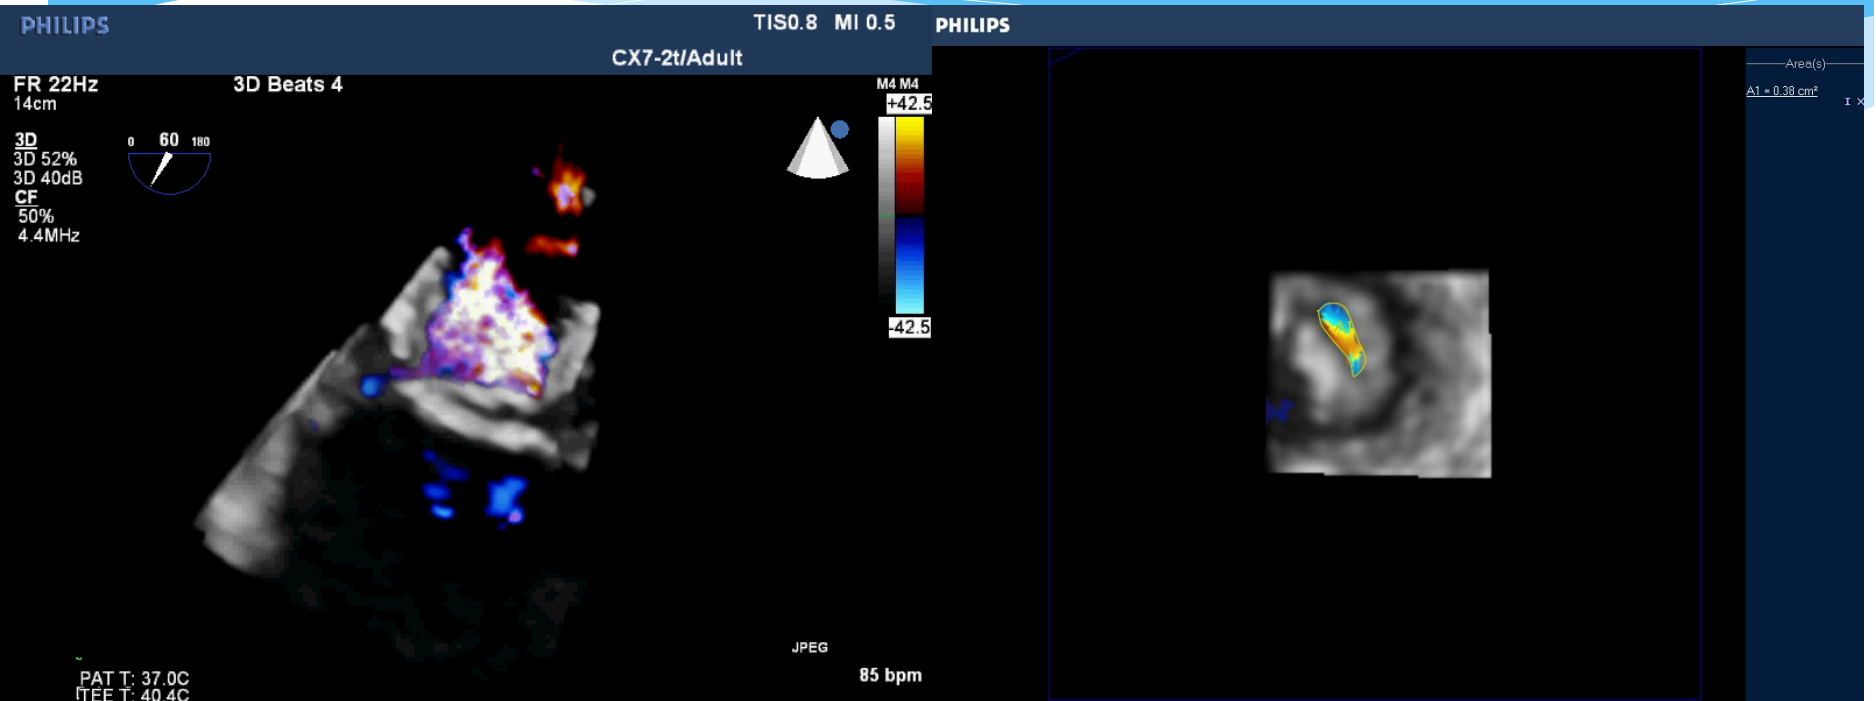 PHILIPS
TIS0.8 MI 0.5
CX7-2t/Adult
FR 22Hz
14cm
3D Beats 4
M4 M4
+42.5
-42.5
3D
3D 52%
3D 40dB
CF
50%
4.4MHz
0 60 180
JPEG
85 bpm
PAT T: 37.0C
TEE T: 40.4C
PHILIPS
Area(s)
A1 = 0.38 cm²
I x